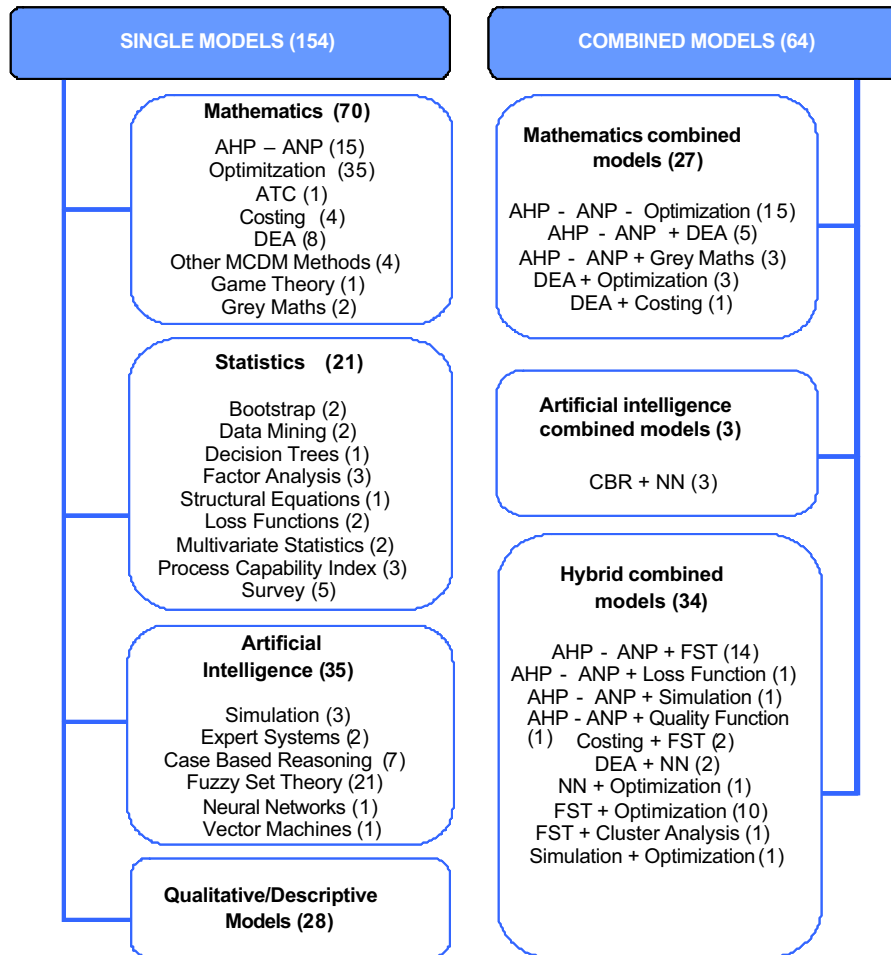 SINGLE MODELS (154)
Mathematics (70)
AHP – ANP (15)
Optimitzation (35)
ATC (1)
Costing (4)
DEA (8)
Other MCDM Methods (4)
Game Theory (1)
Grey Maths (2)
Statistics (21)
Bootstrap (2)
Data Mining (2)
Decision Trees (1)
Factor Analysis (3)
Structural Equations (1)
Loss Functions (2)
Multivariate Statistics (2)
Process Capability Index (3)
Survey (5)
Artificial
Intelligence (35)
Simulation (3)
Expert Systems (2)
Case Based Reasoning (7)
Fuzzy Set Theory (21)
Neural Networks (1)
Vector Machines (1)
Qualitative/Descriptive
Models (28)
COMBINED MODELS (64)
Mathematics combined
models (27)
AHP - ANP - Optimization (15)
AHP - ANP + DEA (5)
AHP - ANP + Grey Maths (3)
DEA + Optimization (3)
DEA + Costing (1)
Artificial intelligence
combined models (3)
CBR + NN (3)
Hybrid combined
models (34)
AHP - ANP + FST (14)
AHP - ANP + Loss Function (1)
AHP - ANP + Simulation (1)
AHP - ANP + Quality Function
(1)
Costing + FST (2)
DEA + NN (2)
NN + Optimization (1)
FST + Optimization (10)
FST + Cluster Analysis (1)
Simulation + Optimization (1)